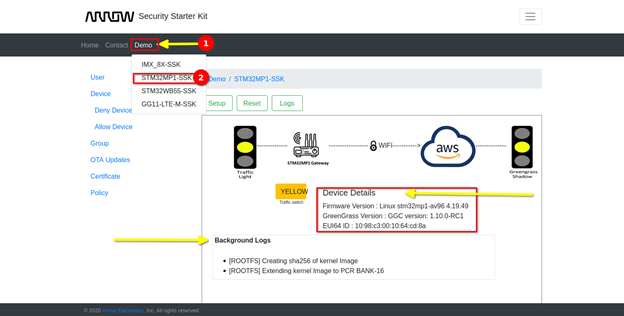 ARROW Security Starter Kit
Home Contact Demo 1
IMX_8X-SSK
STM32MP1-SSK 2
STM32WB55-SSK
GG11-LTE-M-SSK
User
Device
Deny Device
Allow Device
Group
OTA Updates
Certificate
Policy
Demo / STM32MP1-SSK
Setup Reset Logs
Traffic
Light
STM32MP1 Gateway
WIFI
aws
Greengrass
Shadow
YELLOW
Traffic switch
Device Details
Firmware Version : Linux stm32mp1-av96 4.19.49
GreenGrass Version : GGC version: 1.10.0-RC1
EUI64 ID : 10:98:c3:00:10:64:cd:8a
Background Logs
[ROOTFS] Creating sha256 of kernel Image
[ROOTFS] Extending kernel Image to PCR BANK-16
© 2020 Arrow Electronics, Inc. All rights reserved